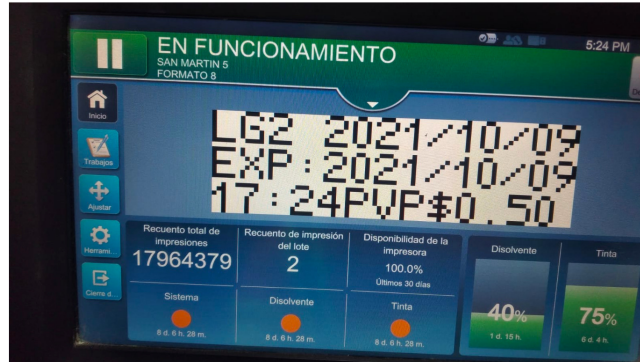 EN FUNCIONAMIENTO
SAN MARTIN 5
FORMATO 8
5:24 PM
Inicio
Trabajos
Ajustar
Herrami...
Cierre d...
LG2 2021/10/09
EXP:2021/10/09
17:24PVP$0.50
Recuento total de
impresiones
17964379
Recuento de impresión
del lote
2
Disponibilidad de la
impresora
100.0%
Últimos 30 días
Sistema
8 d. 6 h. 28 m.
Disolvente
8 d. 6 h. 28 m.
Tinta
8 d. 6 h. 28 m.
Disolvente
40%
1 d. 15 h.
Tinta
75%
6 d. 4 h.